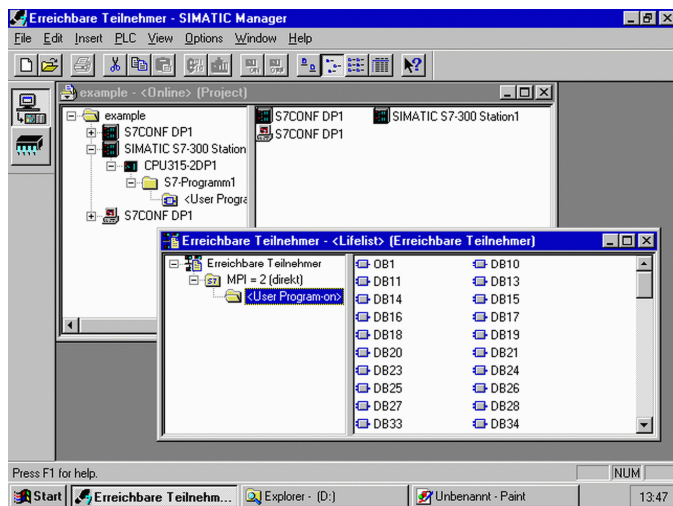 Erreichbare Teilnehmer - SIMATIC Manager
File Edit Insert PLC View Options Window Help
example - <Online> (Project)
example
S7CONF DP1
SIMATIC S7-300 Station
CPU315-2DP1
S7-Programm1
<User Progra
S7CONF DP1
S7CONF DP1 SIMATIC S7-300 Station1
S7CONF DP1
Erreichbare Teilnehmer - <Lifelist> (Erreichbare Teilnehmer)
Erreichbare Teilnehmer
MPI = 2 (direkt)
<User Program-on>
OB1 DB10
DB11 DB13
DB14 DB15
DB16 DB17
DB18 DB19
DB20 DB21
DB23 DB24
DB25 DB26
DB27 DB28
DB33 DB34
Press F1 for help. NUM
Start Erreichbare Teilnehm... Explorer - (D:) Unbenannt - Paint 13:47